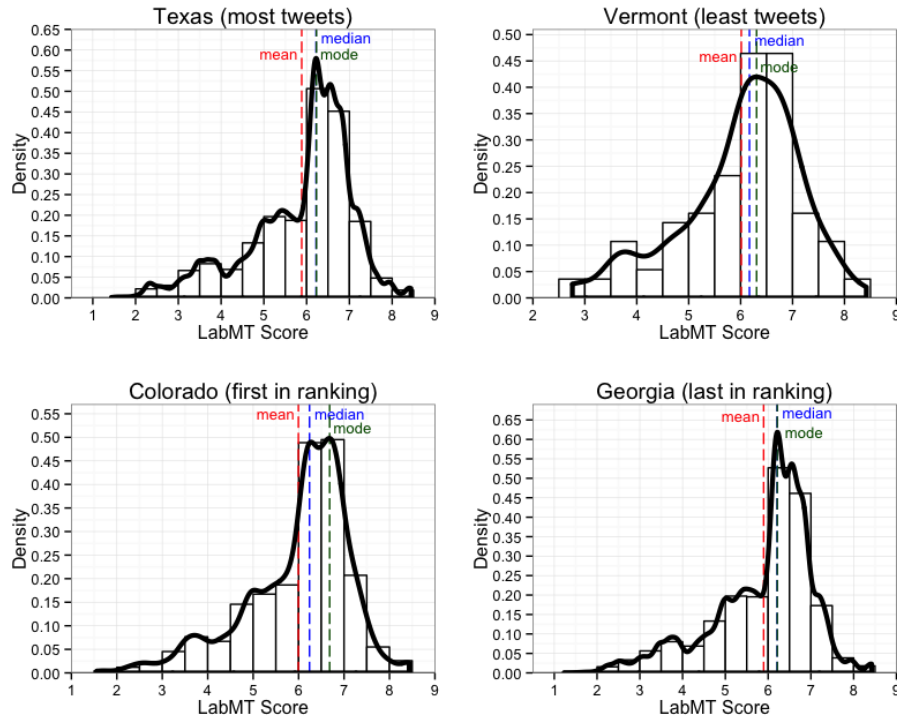 Texas (most tweets)
0.65
0.60
0.55
0.50
0.45
0.40
0.35
0.30
0.25
0.20
0.15
0.10
0.05
0.00
Density
mean
median
mode
1 2 3 4 5 6 7 8 9
LabMT Score
Vermont (least tweets)
0.50
0.45
0.40
0.35
0.30
0.25
0.20
0.15
0.10
0.05
0.00
Density
mean
median
mode
2 3 4 5 6 7 8 9
LabMT Score
Colorado (first in ranking)
0.55
0.50
0.45
0.40
0.35
0.30
0.25
0.20
0.15
0.10
0.05
0.00
Density
mean
median
mode
1 2 3 4 5 6 7 8 9
LabMT Score
Georgia (last in ranking)
0.65
0.60
0.55
0.50
0.45
0.40
0.35
0.30
0.25
0.20
0.15
0.10
0.05
0.00
Density
mean
median
mode
1 2 3 4 5 6 7 8 9
LabMT Score